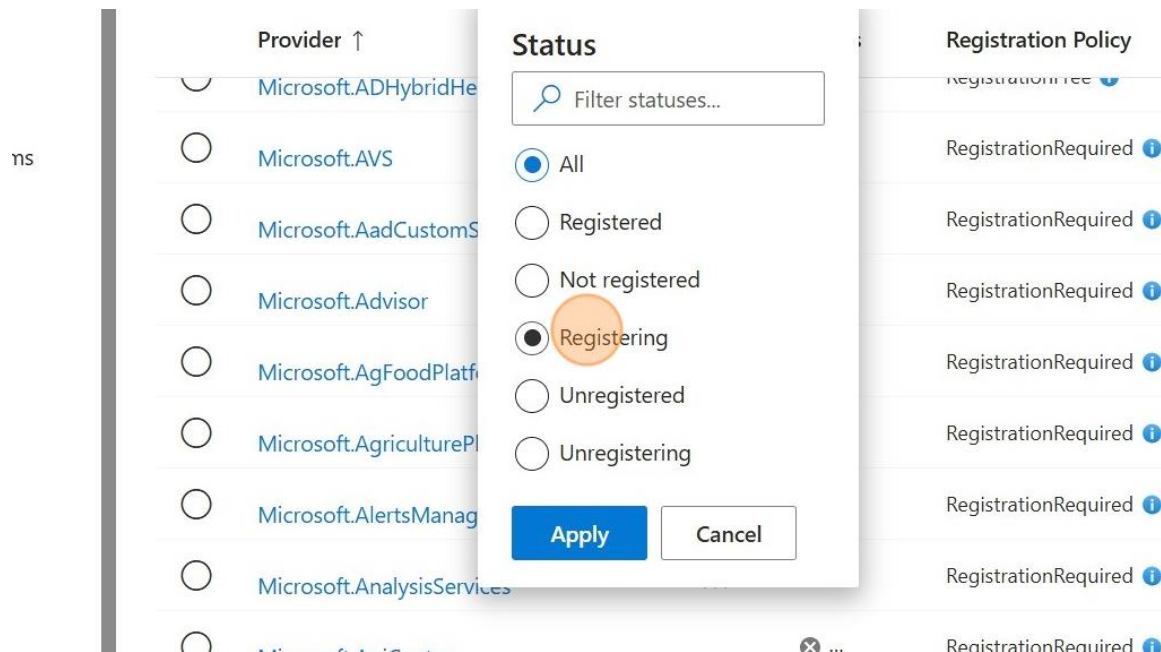 Provider ↑
Status
s
Registration Policy
Microsoft.ADHybridHe
RegistrationFree
Filter statuses...
ms
Microsoft.AVS
All
RegistrationRequired
Microsoft.AadCustomS
Registered
RegistrationRequired
Microsoft.Advisor
Not registered
RegistrationRequired
Registering
Microsoft.AgFoodPlatf
RegistrationRequired
Unregistered
Microsoft.AgriculturePl
Unregistering
RegistrationRequired
Microsoft.AlertsManag
RegistrationRequired
Apply
Cancel
Microsoft.AnalysisServices
RegistrationRequired
...
RegistrationRequired